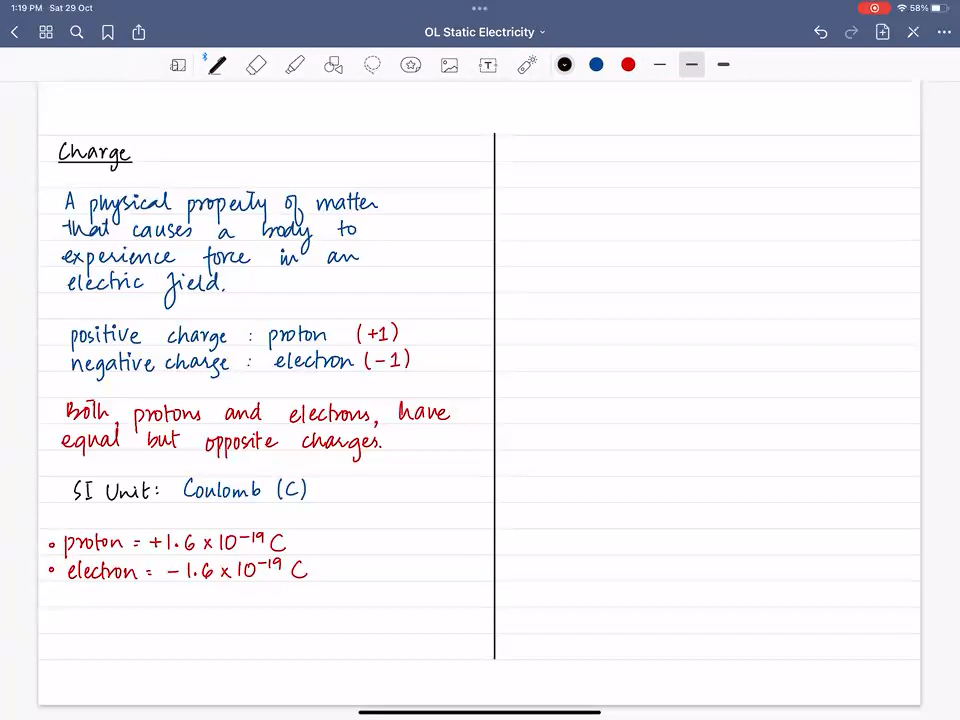 1:19 PM Sat 29 Oct
58%
OL Static Electricity
T
Charge
A physical property of matter
that causes a body to
experience force in an
electric field.
positive charge : proton (+1)
negative charge : electron (-1)
Both, protons and electrons, have
equal but opposite charges.
SI Unit: Coulomb (C)
• proton = +1.6 × 10⁻¹⁹ C
• electron = -1.6 × 10⁻¹⁹ C